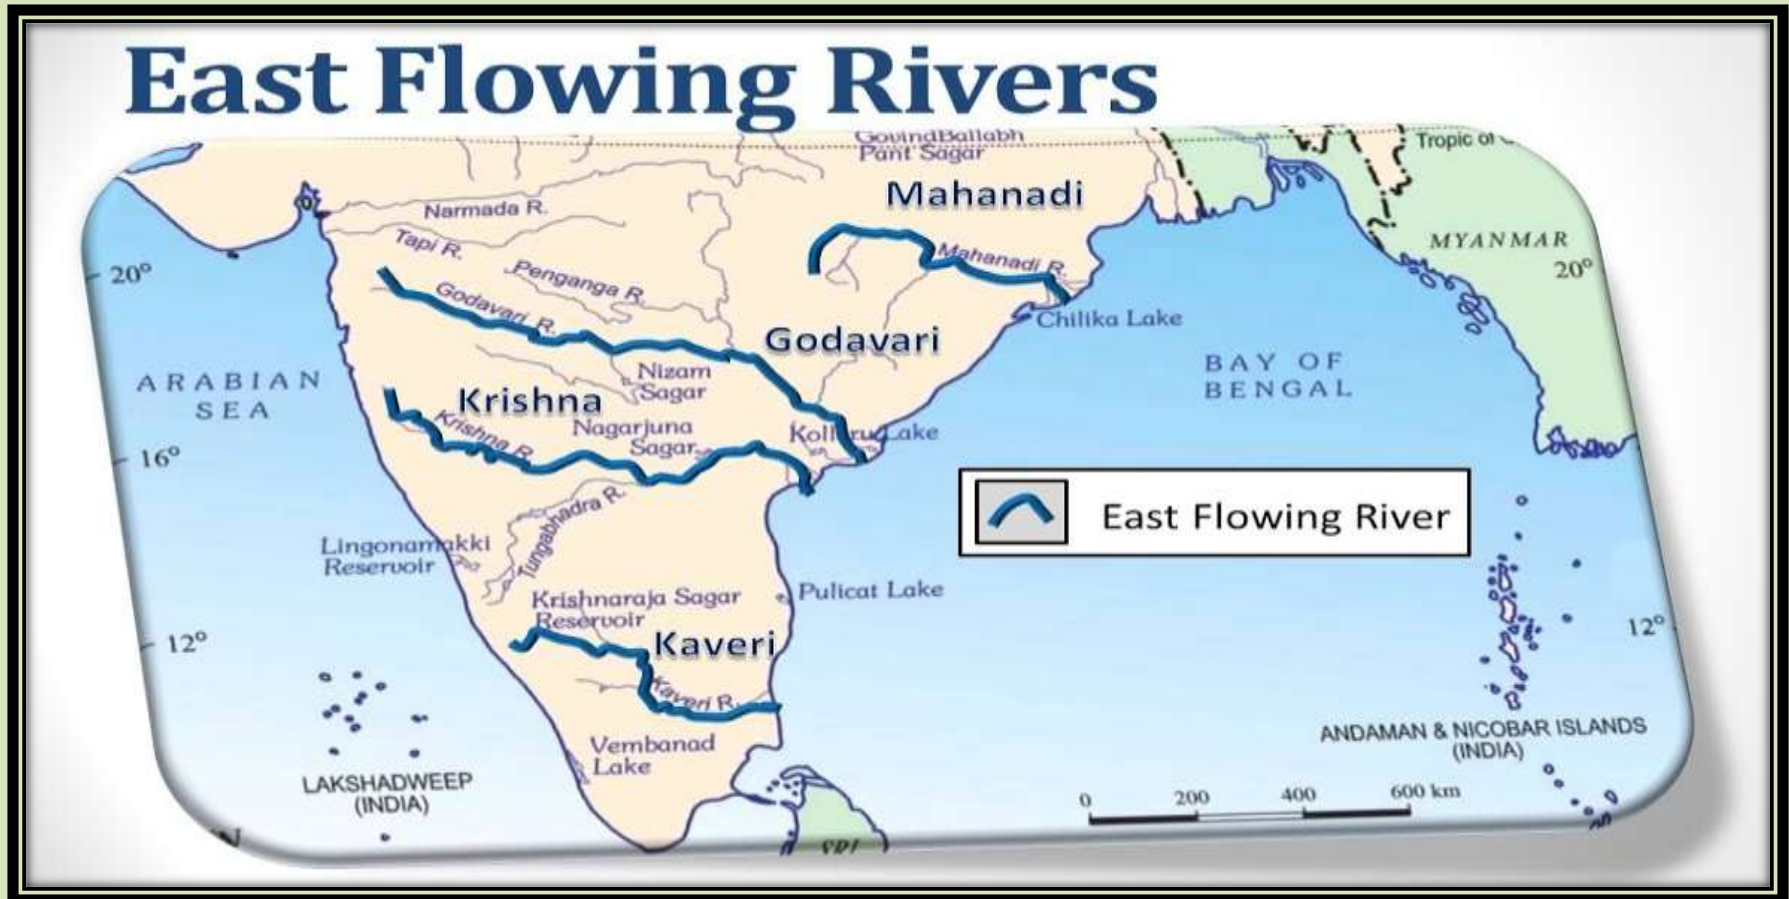 East Flowing Rivers
GovindBallabh
Pant Sagar
Tropic of
Mahanadi
Narmada R.
Tapi R.
Mahanadi R.
MYANMAR
20°
20°
Penganga R.
Godavari R.
Chilika Lake
Godavari
BAY OF
BENGAL
ARABIAN
SEA
Nizam
Sagar
Krishna
Krishna R.
Nagarjuna
Sagar
Kolleru Lake
16°
East Flowing River
Tungabhadra R.
Lingonamakki
Reservoir
Krishnaraja Sagar
Reservoir
Pulicat Lake
12°
12°
Kaveri
Kaveri R.
Vembanad
Lake
ANDAMAN & NICOBAR ISLANDS
(INDIA)
LAKSHADWEEP
(INDIA)
0 200 400 600 km
SRI